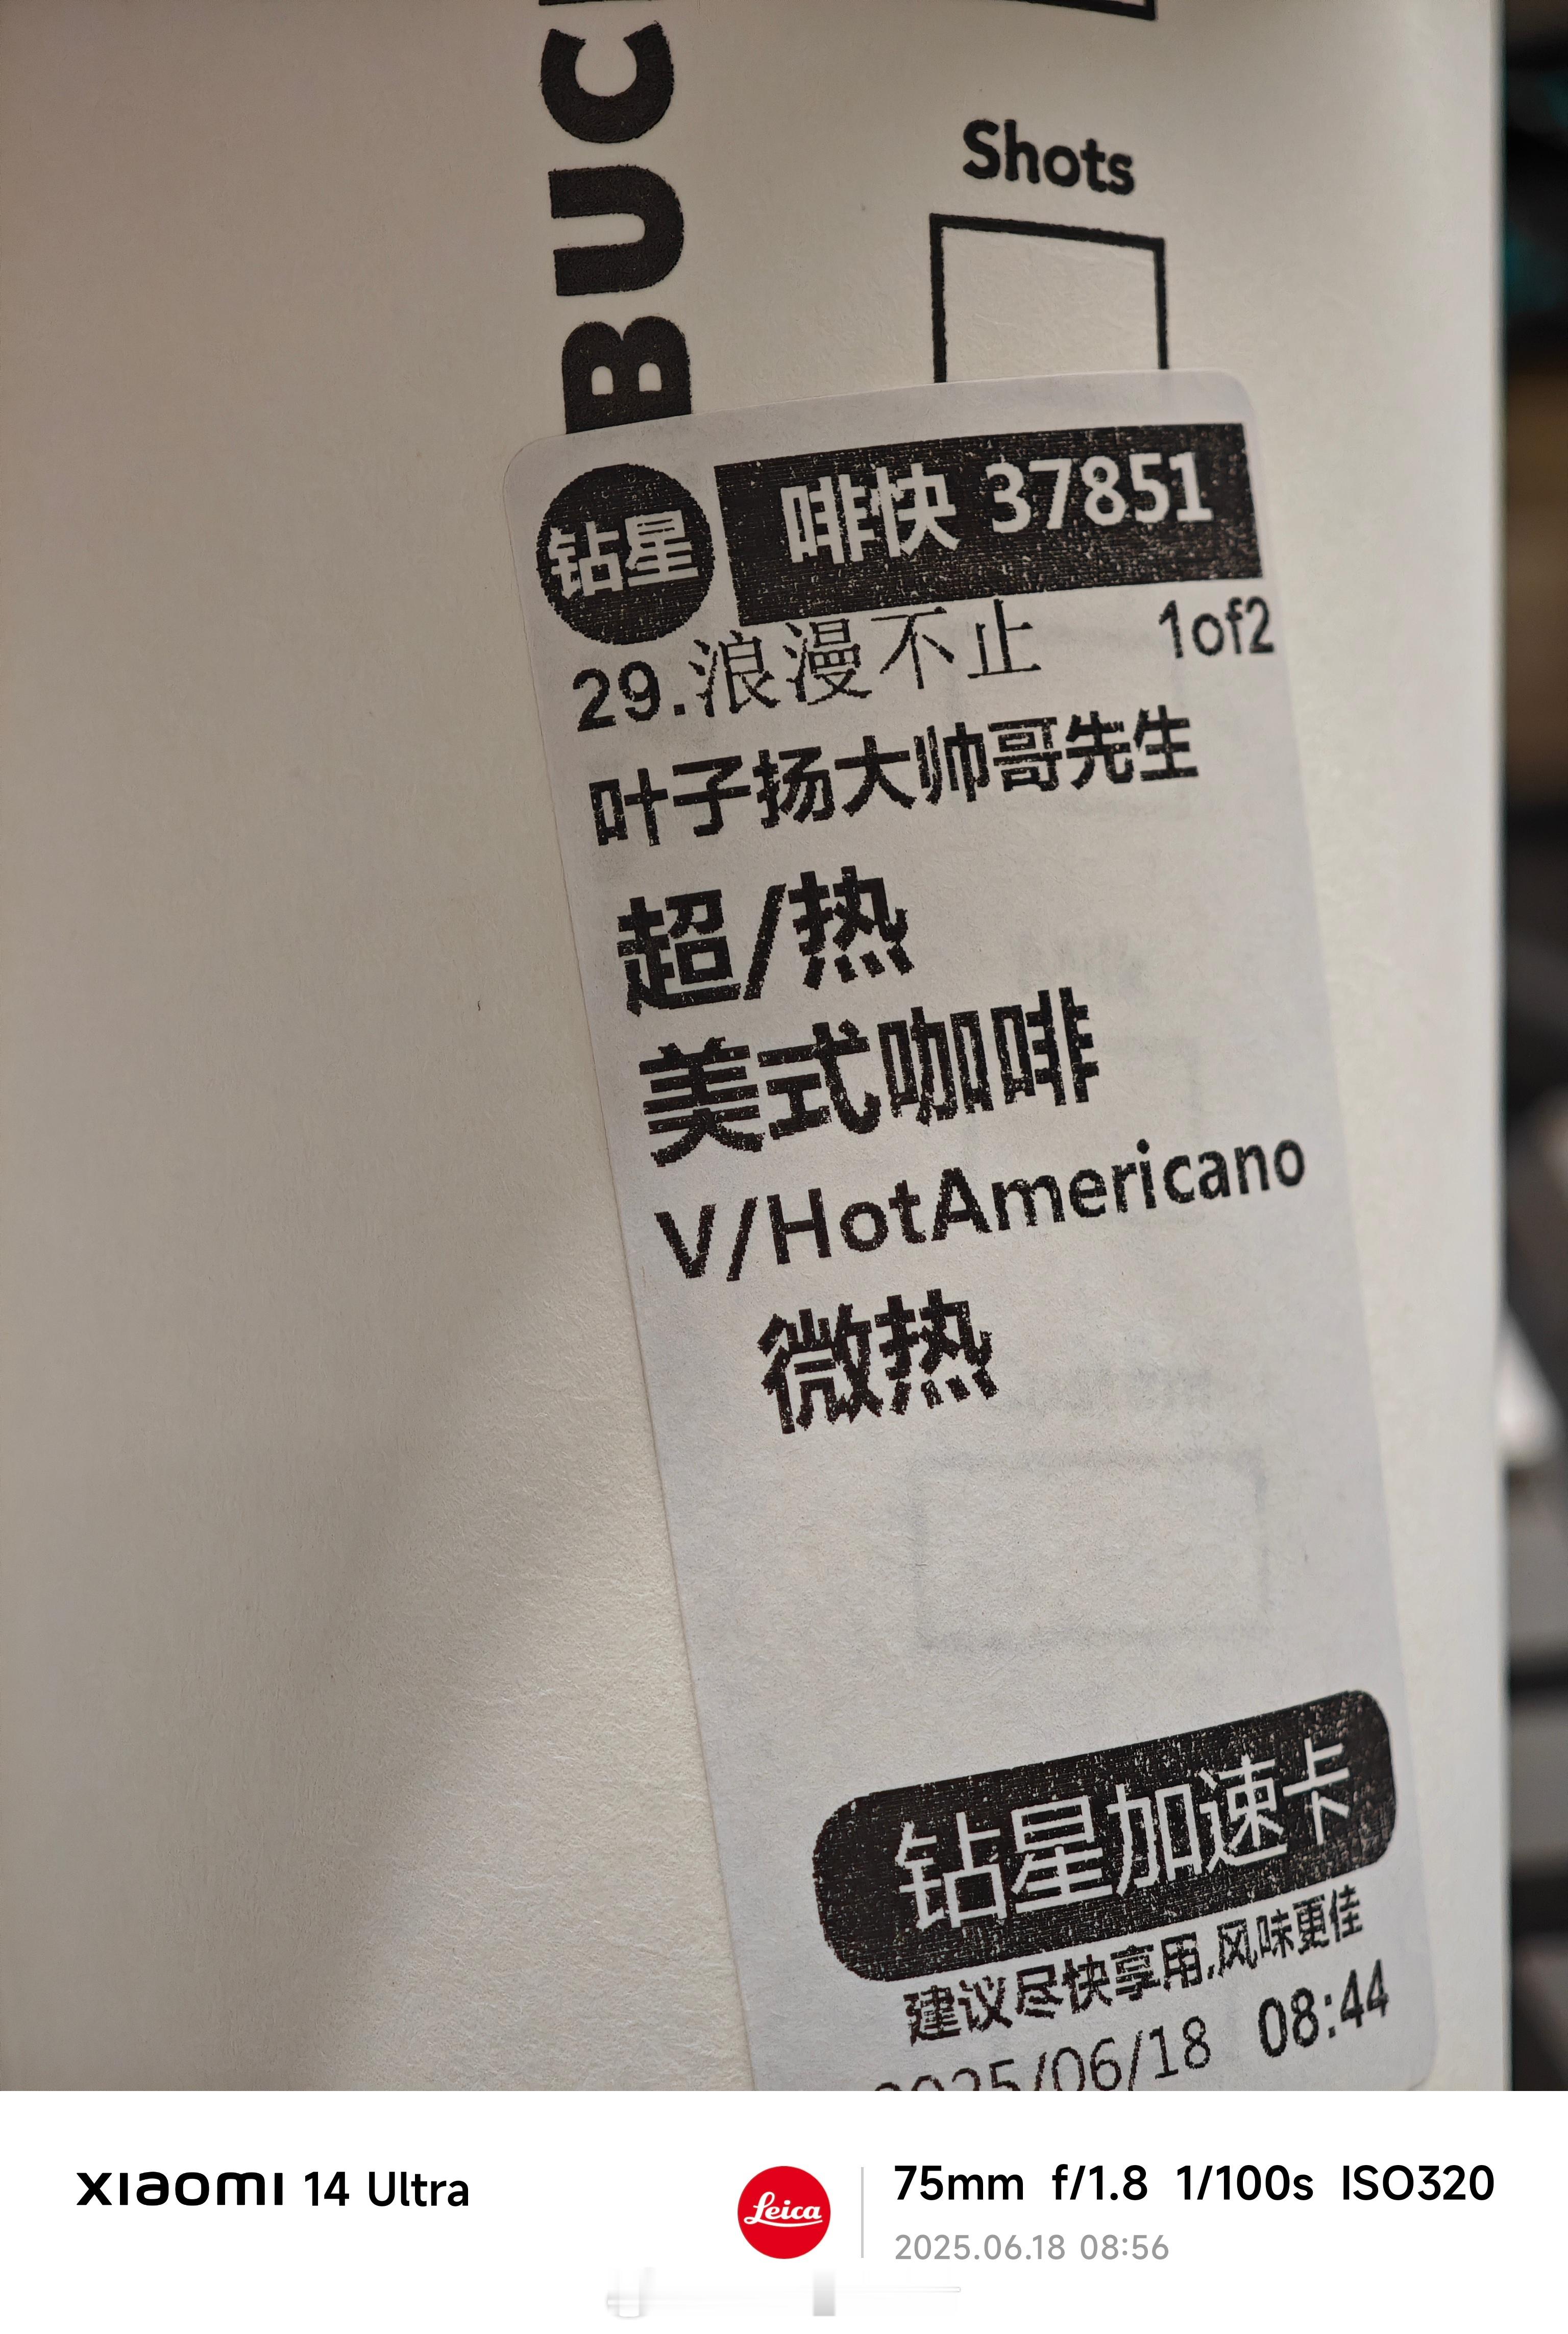 BUC
Shots
钻星
啡快 37851
29.浪漫不止 1of2
叶子扬大帅哥先生
超/热
美式咖啡
V/HotAmericano
微热
钻星加速卡
建议尽快享用,风味更佳
2025/06/18 08:44
XIAOMI 14 Ultra
Leica
75mm f/1.8 1/100s ISO320
2025.06.18 08:56